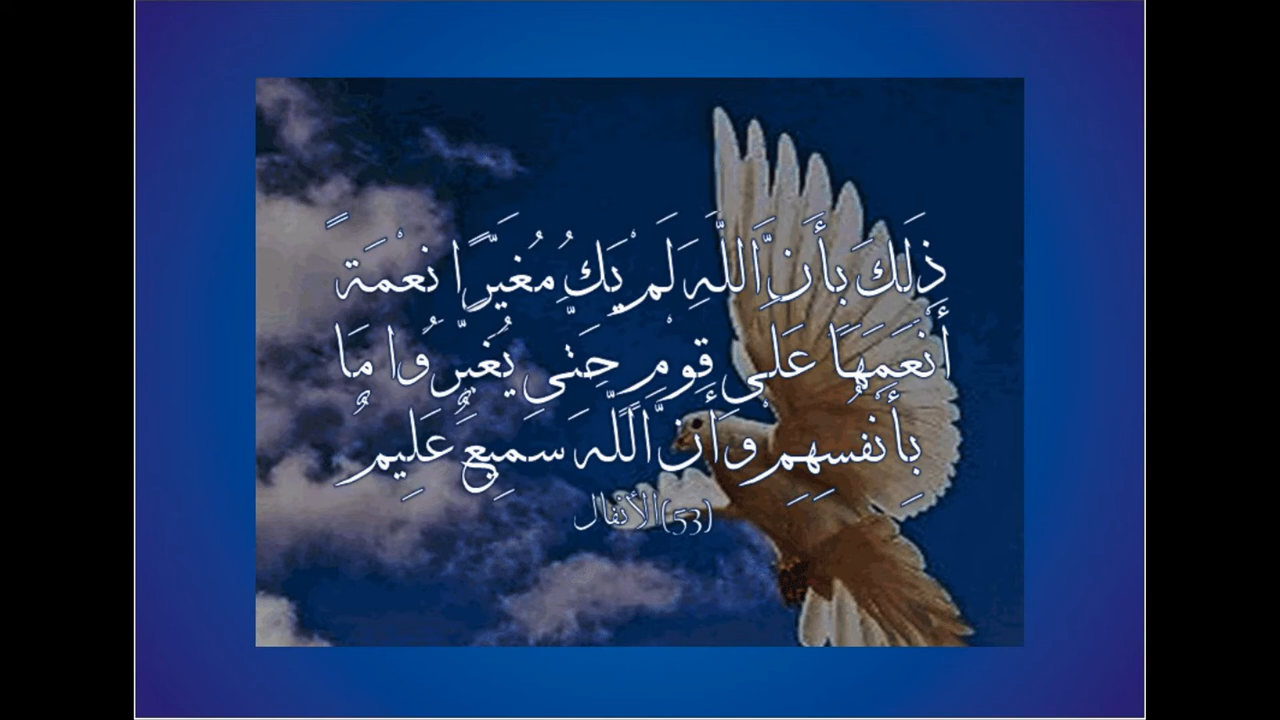 ذَلِكَ بِأَنَّ اللَّهَ لَمْ يَكُ مُغَيِّرًا نِعْمَةً
أَنْعَمَهَا عَلَى قَوْمٍ حَتَّى يُغَيِّرُوا مَا
بِأَنْفُسِهِمْ وَأَنَّ اللَّهَ سَمِيعٌ عَلِيمٌ
(53)الأنفال